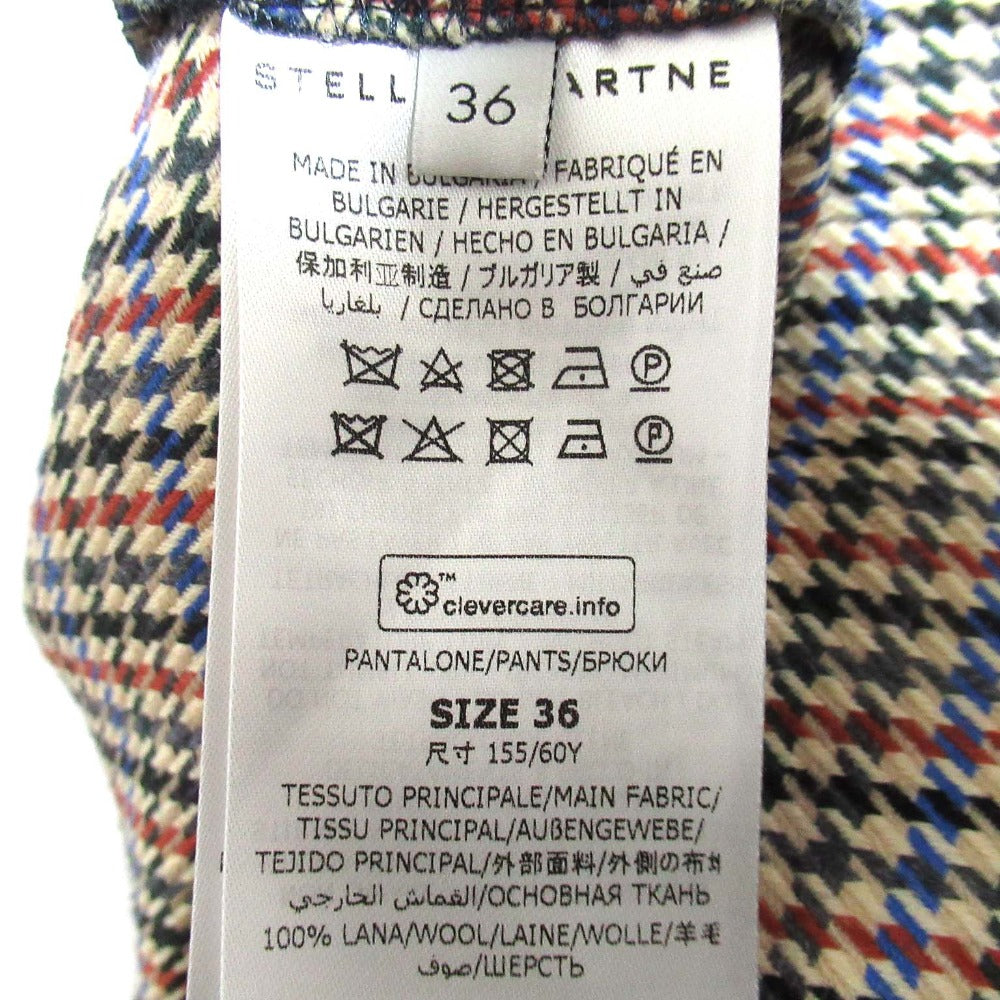 STELL ARTNE
36
MADE IN BULGARIA / FABRIQUÉ EN
BULGARIE / HERGESTELLT IN
BULGARIEN / HECHO EN BULGARIA /
保加利亚制造 / ブルガリア製 / صنع في
بلغاريا / СДЕЛАНО В БОЛГАРИИ
P
P
™
clevercare.info
PANTALONE/PANTS/БРЮКИ
SIZE 36
尺寸 155/60Y
TESSUTO PRINCIPALE/MAIN FABRIC/
TISSU PRINCIPAL/AUßENGEWEBE/
TEJIDO PRINCIPAL/外部面料/外側の布地
القماش الخارجي/ОСНОВНАЯ ТКАНЬ
100% LANA/WOOL/LAINE/WOLLE/羊毛
صوف/ШЕРСТЬ